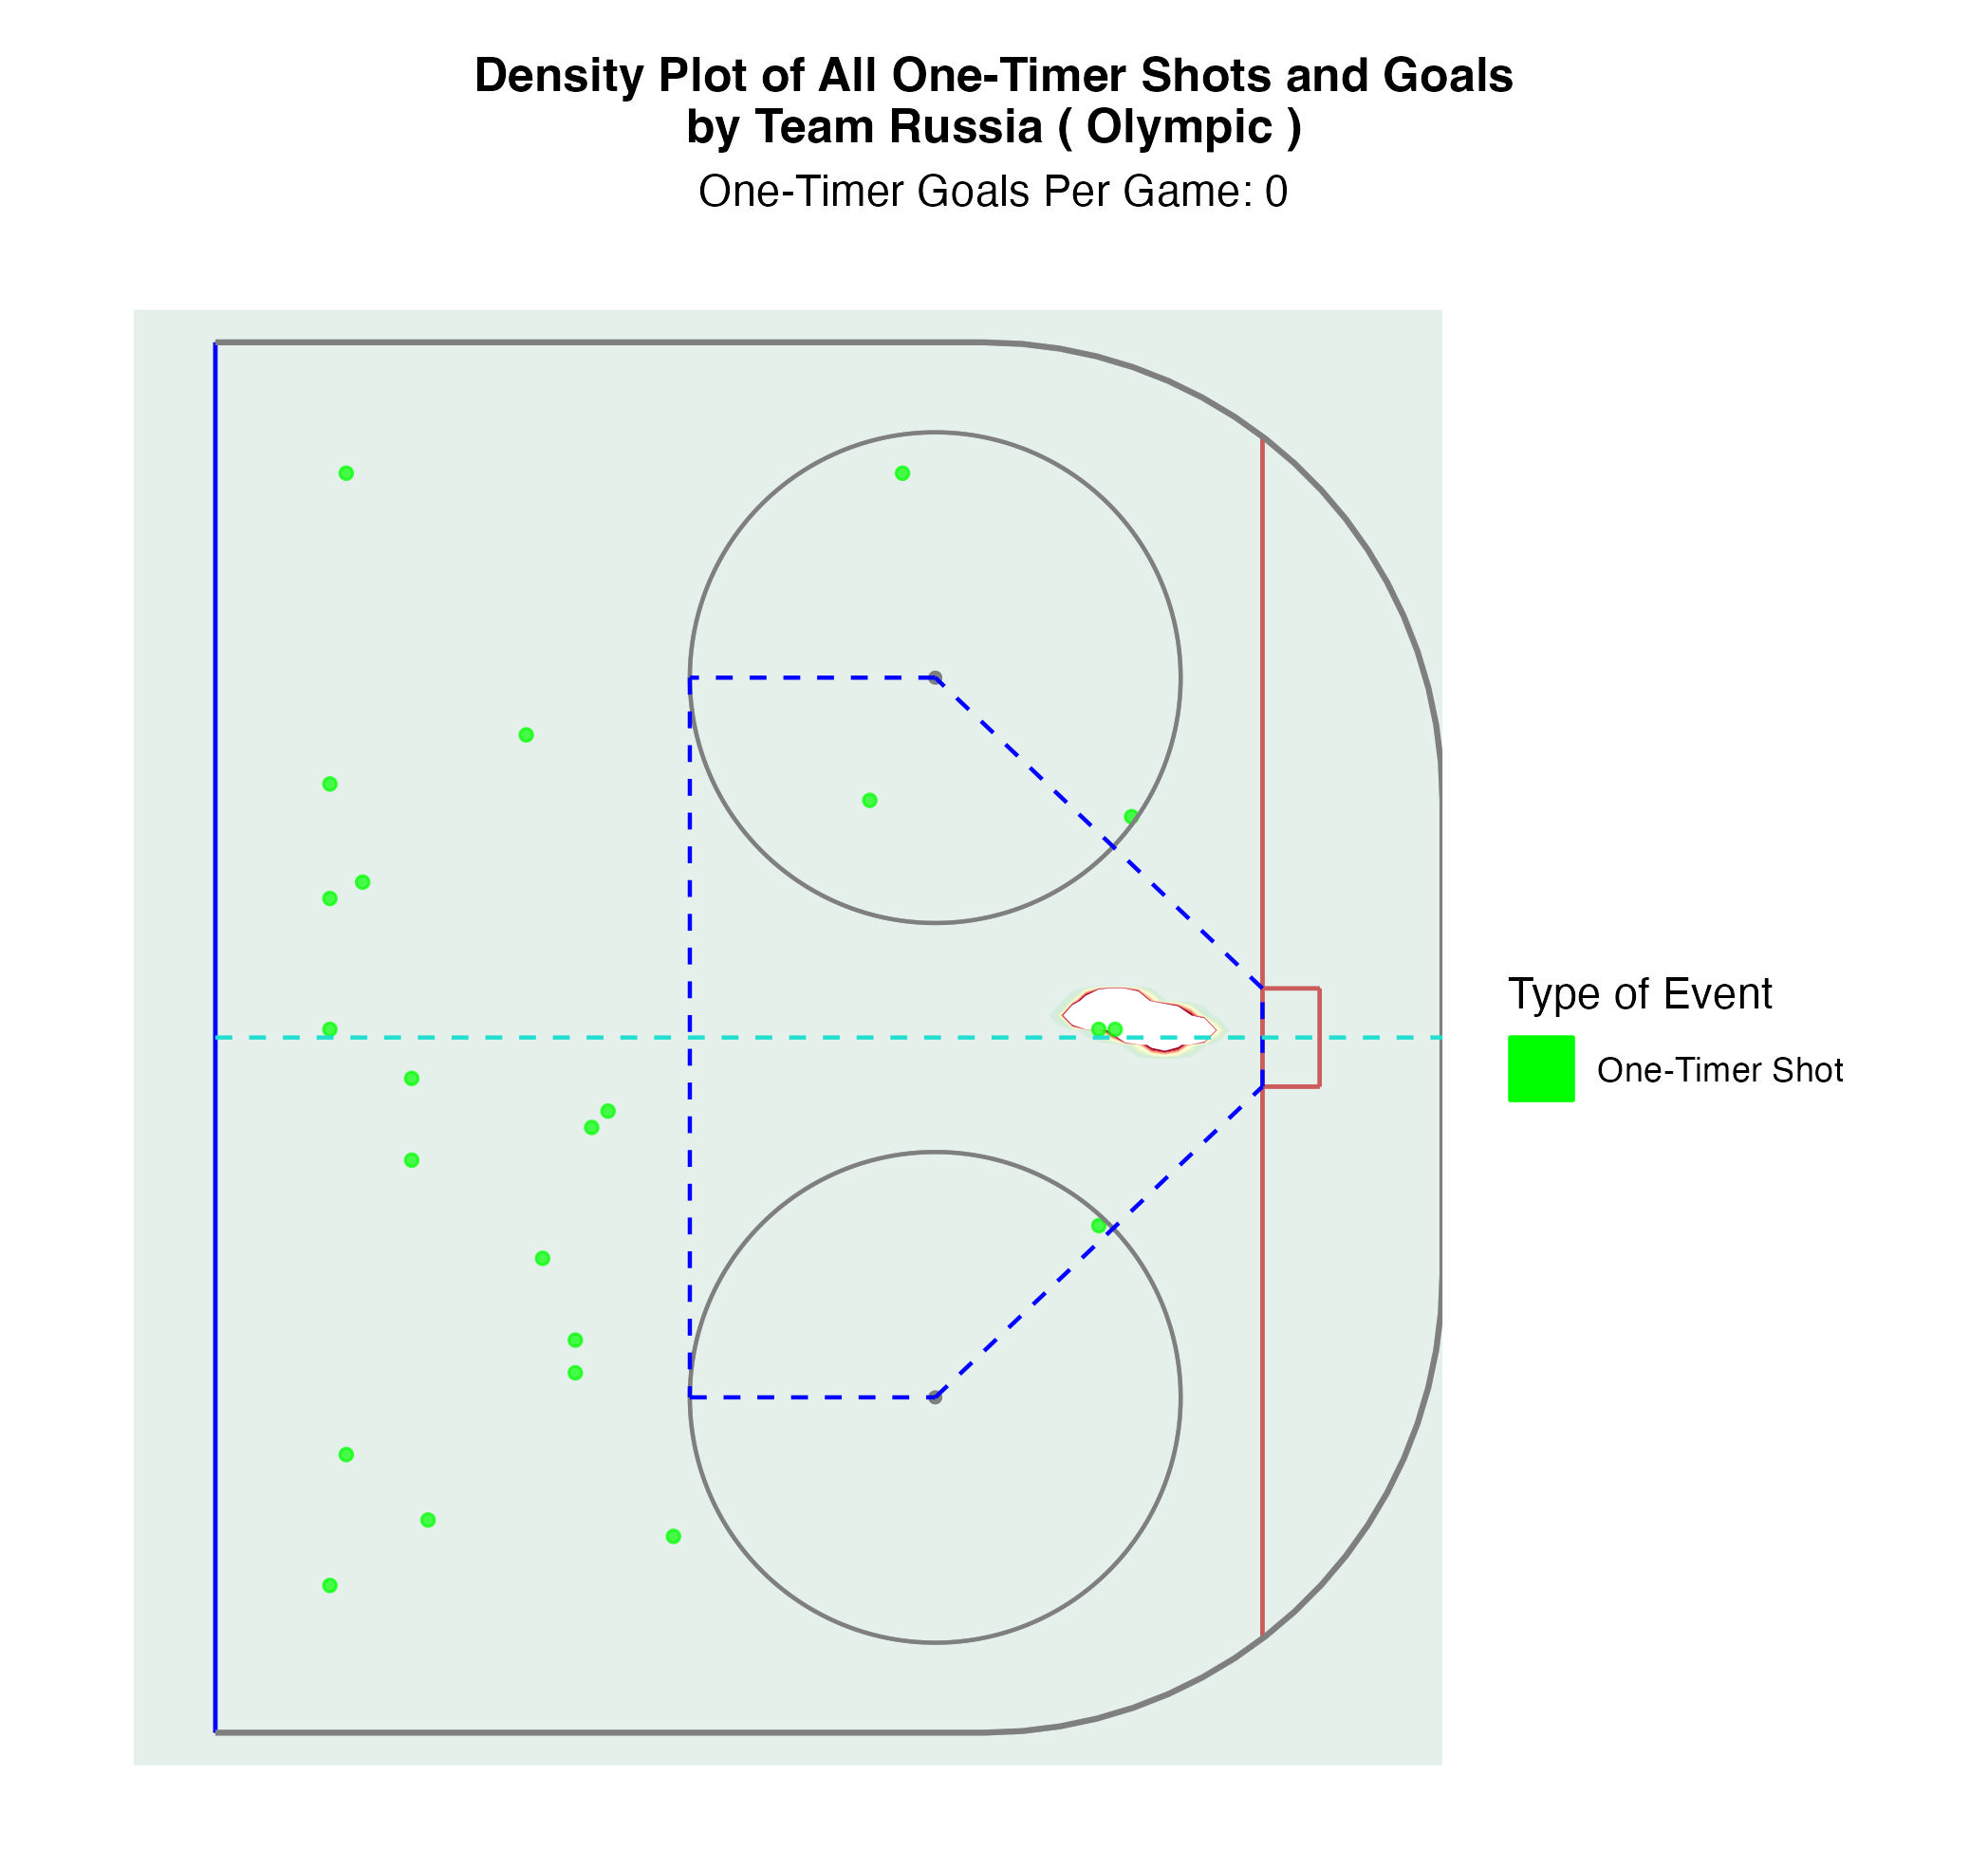 Density Plot of All One-Timer Shots and Goals
by Team Russia ( Olympic )
One-Timer Goals Per Game: 0
Type of Event
One-Timer Shot